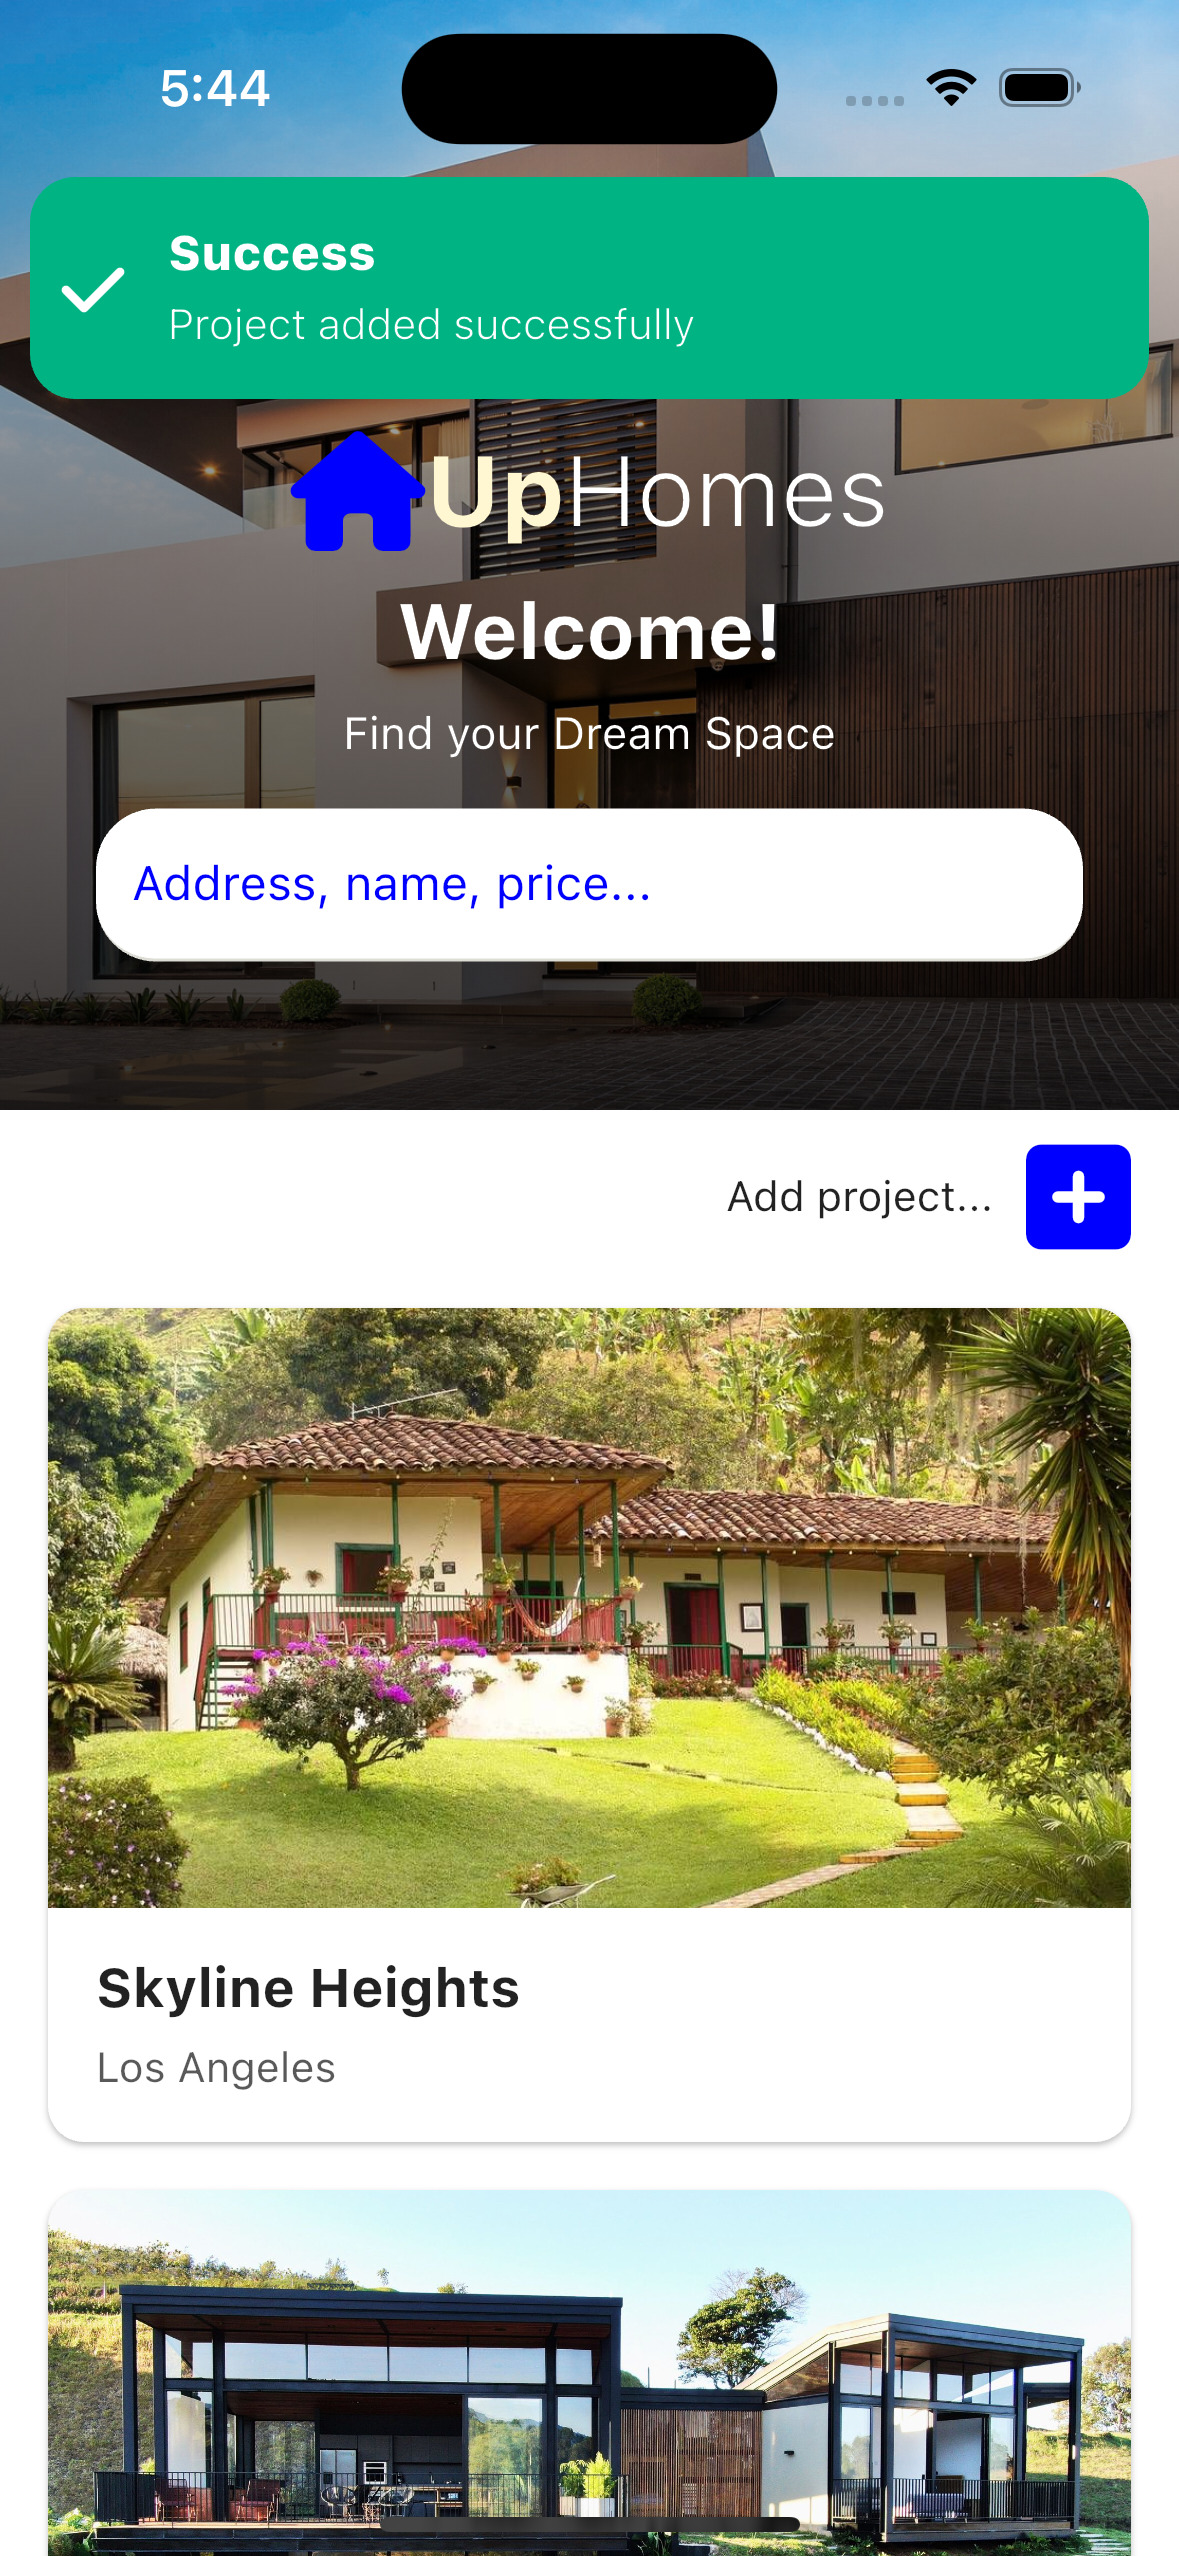 5:44
Success
Project added successfully
UpHomes
Welcome!
Find your Dream Space
Address, name, price...
Add project...
Skyline Heights
Los Angeles